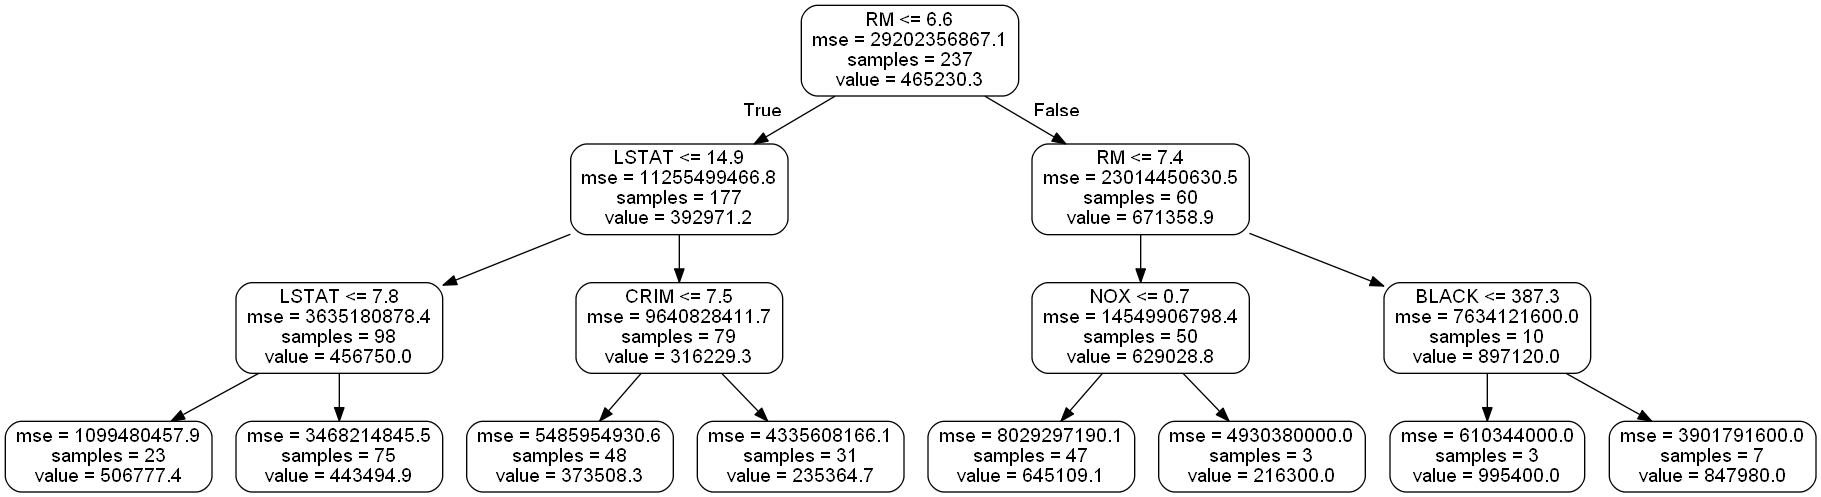 RM <= 6.6
mse = 29202356867.1
samples = 237
value = 465230.3
True
False
LSTAT <= 14.9
mse = 11255499466.8
samples = 177
value = 392971.2
RM <= 7.4
mse = 23014450630.5
samples = 60
value = 671358.9
LSTAT <= 7.8
mse = 3635180878.4
samples = 98
value = 456750.0
CRIM <= 7.5
mse = 9640828411.7
samples = 79
value = 316229.3
NOX <= 0.7
mse = 14549906798.4
samples = 50
value = 629028.8
BLACK <= 387.3
mse = 7634121600.0
samples = 10
value = 897120.0
mse = 1099480457.9
samples = 23
value = 506777.4
mse = 3468214845.5
samples = 75
value = 443494.9
mse = 5485954930.6
samples = 48
value = 373508.3
mse = 4335608166.1
samples = 31
value = 235364.7
mse = 8029297190.1
samples = 47
value = 645109.1
mse = 4930380000.0
samples = 3
value = 216300.0
mse = 610344000.0
samples = 3
value = 995400.0
mse = 3901791600.0
samples = 7
value = 847980.0